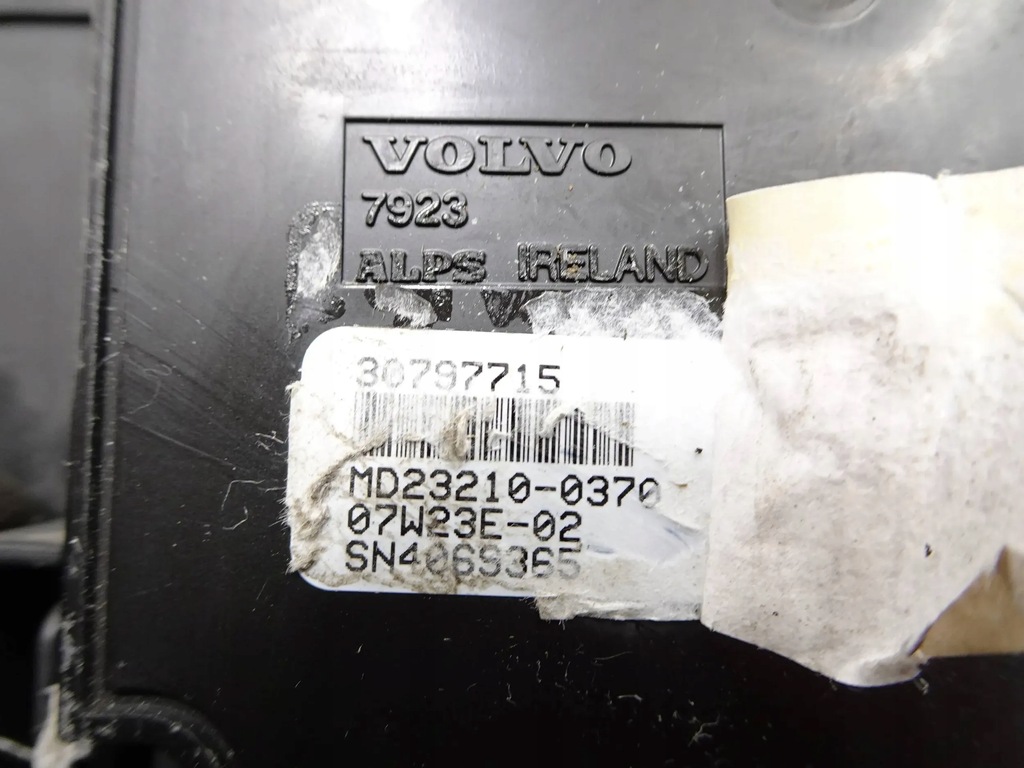 VOLVO
7923
ALPS IRELAND
30797715
MD23210-0370
07W23E-02
SN4069365